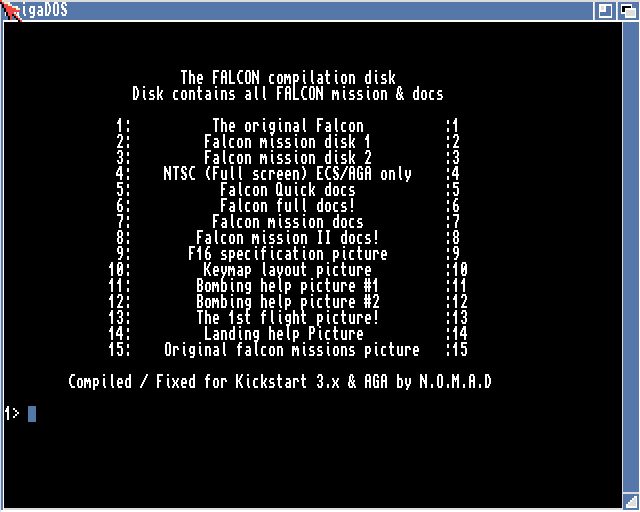 igaDOS
The FALCON compilation disk
Disk contains all FALCON mission & docs
1: The original Falcon :1
2: Falcon mission disk 1 :2
3: Falcon mission disk 2 :3
4: NTSC (Full screen) ECS/AGA only :4
5: Falcon Quick docs :5
6: Falcon full docs! :6
7: Falcon mission docs :7
8: Falcon mission II docs! :8
9: F16 specification picture :9
10: Keymap layout picture :10
11: Bombing help picture #1 :11
12: Bombing help picture #2 :12
13: The 1st flight picture! :13
14: Landing help Picture :14
15: Original falcon missions picture :15
Compiled / Fixed for Kickstart 3.x & AGA by N.O.M.A.D
1>